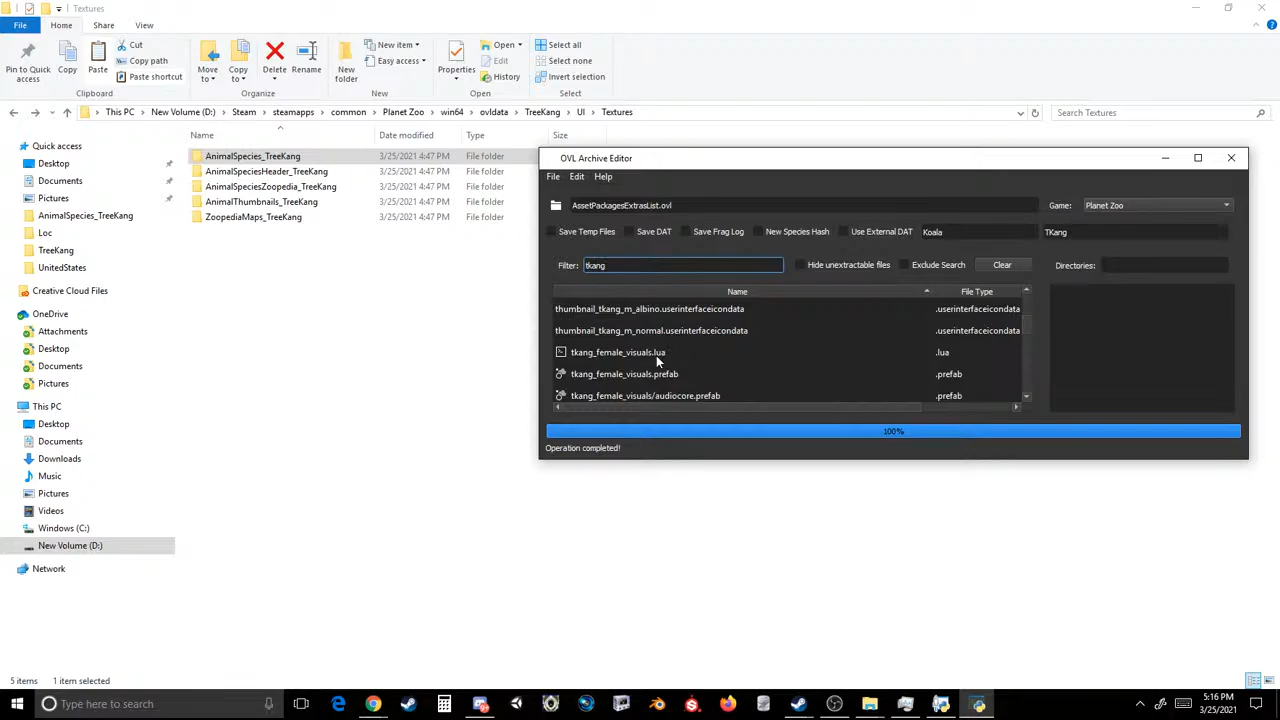 Textures
File
Home
Share
View
Pin to Quick access
Copy
Paste
Cut
Copy path
Paste shortcut
Clipboard
Move to
Copy to
Delete
Rename
Organize
New folder
New item
Easy access
New
Properties
Open
Edit
History
Open
Select all
Select none
Invert selection
Select
This PC
New Volume (D:)
Steam
steamapps
common
Planet Zoo
win64
ovldata
TreeKang
UI
Textures
Search Textures
Name
Date modified
Type
Size
Quick access
Desktop
Documents
Pictures
AnimalSpecies_TreeKang
Loc
TreeKang
UnitedStates
Creative Cloud Files
OneDrive
Attachments
Desktop
Documents
Pictures
This PC
Desktop
Documents
Downloads
Music
Pictures
Videos
Windows (C:)
New Volume (D:)
Network
AnimalSpecies_TreeKang 3/25/2021 4:47 PM File folder
AnimalSpeciesHeader_TreeKang 3/25/2021 4:47 PM File folder
AnimalSpeciesZoopedia_TreeKang 3/25/2021 4:47 PM File folder
AnimalThumbnails_TreeKang 3/25/2021 4:47 PM File folder
ZoopediaMaps_TreeKang 3/25/2021 4:47 PM File folder
OVL Archive Editor
File Edit Help
AssetPackagesExtrasList.ovl
Game: Planet Zoo
Save Temp Files Save DAT Save Frag Log New Species Hash Use External DAT Koala TKang
Filter: tkang Hide unextractable files Exclude Search Clear Directories:
Name File Type
thumbnail_tkang_m_albino.userinterfaceicondata .userinterfaceicondata
thumbnail_tkang_m_normal.userinterfaceicondata .userinterfaceicondata
tkang_female_visuals.lua .lua
tkang_female_visuals.prefab .prefab
tkang_female_visuals/audiocore.prefab .prefab
100%
Operation completed!
5 items 1 item selected
Type here to search
5:16 PM
3/25/2021